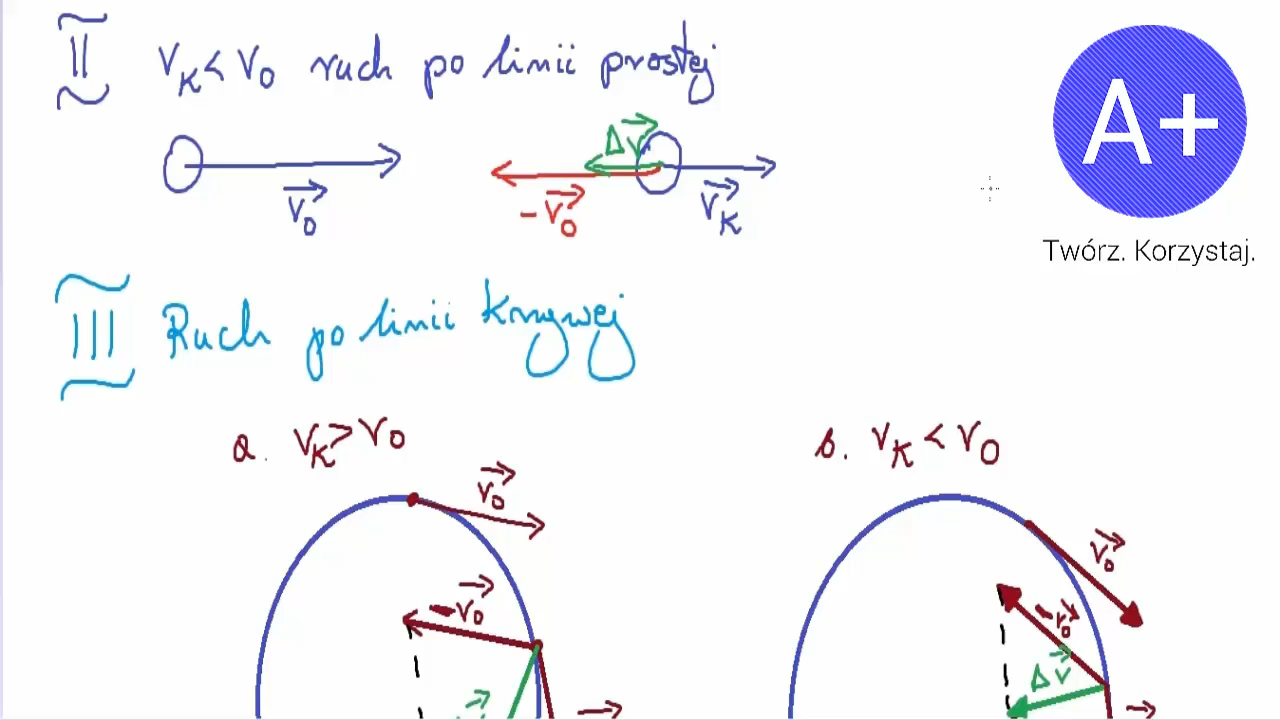 II V_K < V_0 ruch po linii prostej
A+
Twórz. Korzystaj.
V_0
-V_0
ΔV
V_K
III Ruch po linii krzywej
a. V_K > V_0
b. V_K < V_0
V_0
-V_0
V_0
-V_0
ΔV